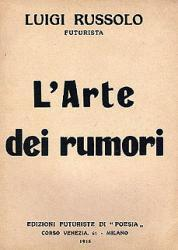 LUIGI RUSSOLO
FUTURISTA
L'Arte
dei rumori
EDIZIONI FUTURISTE DI "POESIA„
CORSO VENEZIA, 61 - MILANO
1916